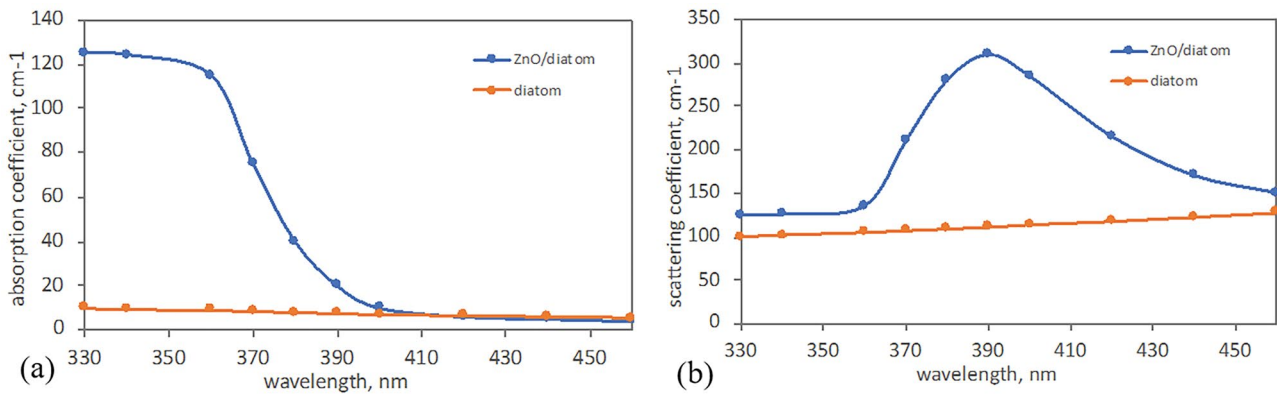 140
120
100
80
60
40
20
0
absorption coefficient, cm-1
ZnO/diatom
diatom
330 350 370 390 410 430 450
wavelength, nm
(a)
350
300
250
200
150
100
50
0
scattering coefficient, cm-1
ZnO/diatom
diatom
330 350 370 390 410 430 450
wavelength, nm
(b)